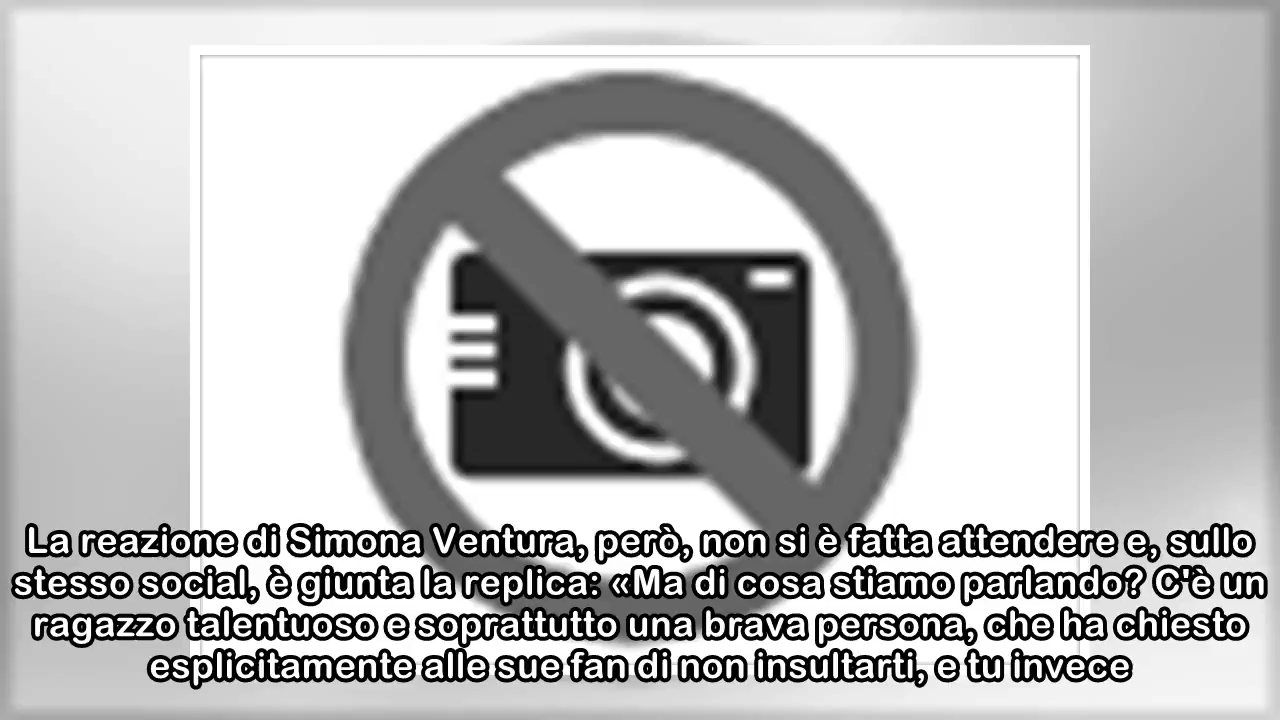 La reazione di Simona Ventura, però, non si è fatta attendere e, sullo
stesso social, è giunta la replica: «Ma di cosa stiamo parlando? C'è un
ragazzo talentuoso e soprattutto una brava persona, che ha chiesto
esplicitamente alle sue fan di non insultarti, e tu invece